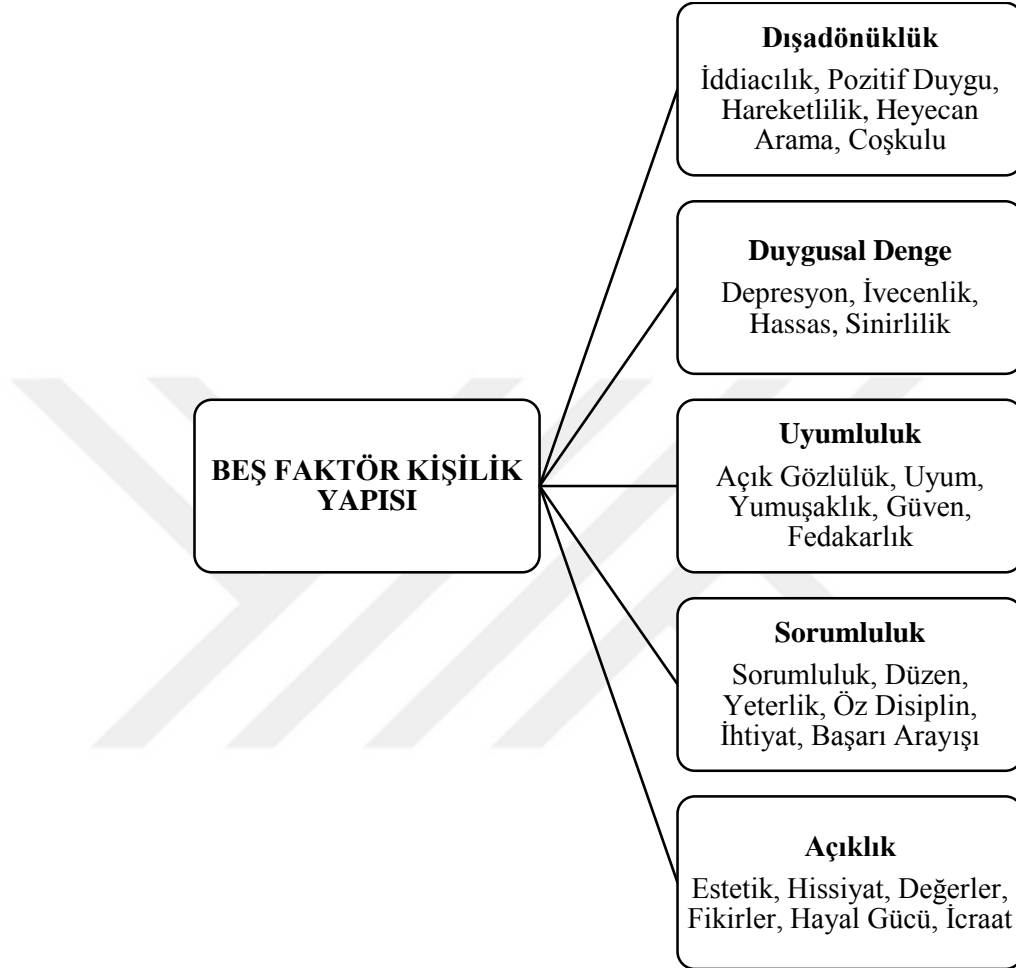 Dışadönüklük
İddiacılık, Pozitif Duygu,
Hareketlilik, Heyecan
Arama, Coşkulu
Duygusal Denge
Depresyon, İvecenlik,
Hassas, Sinirlilik
BEŞ FAKTÖR KİŞİLİK
YAPISI
Uyumluluk
Açık Gözlülük, Uyum,
Yumuşaklık, Güven,
Fedakarlık
Sorumluluk
Sorumluluk, Düzen,
Yeterlik, Öz Disiplin,
İhtiyat, Başarı Arayışı
Açıklık
Estetik, Hissiyat, Değerler,
Fikirler, Hayal Gücü, İcraat